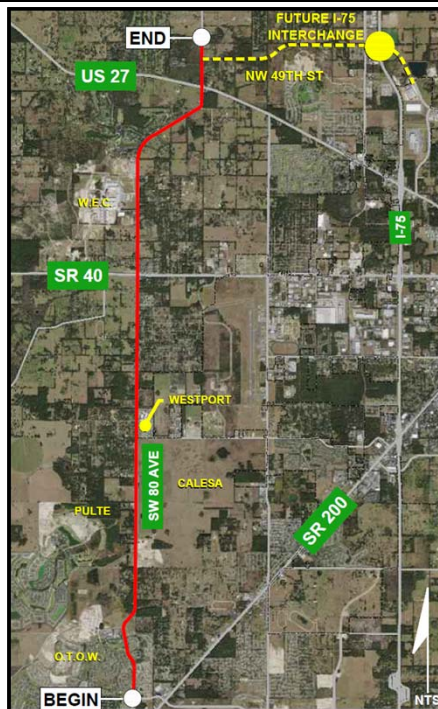 FUTURE I-75
INTERCHANGE
END
US 27
NW 49TH ST
W.E.C.
I-75
SR 40
WESTPORT
SW 80 AVE
CALESA
PULTE
SR 200
O.T.O.W.
BEGIN
NTS